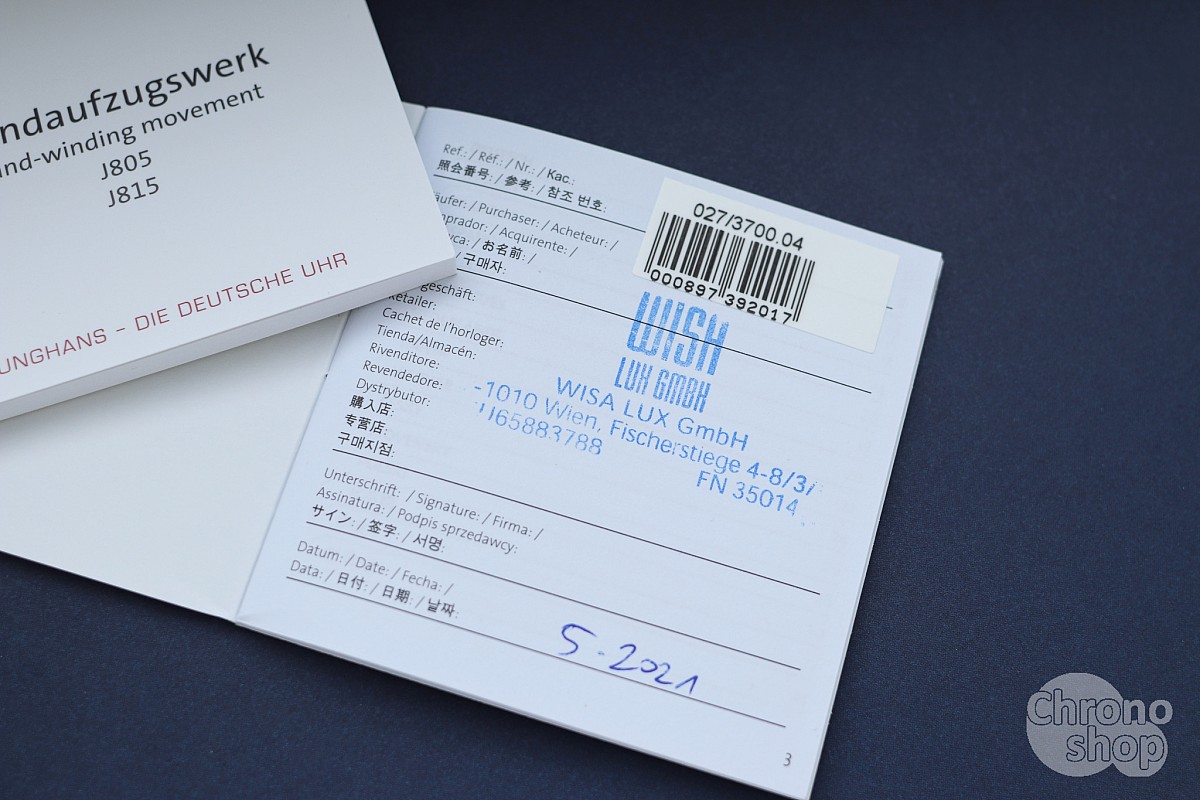 ndaufzugswerk
nd-winding movement
J805
J815
UNGHANS – DIE DEUTSCHE UHR
Ref.: / Réf.: / Nr.: / Kac.:
照会番号: / 参考: / 참조 번호:
äufer: / Purchaser: / Acheteur: /
prador: / Acquirente: /
uca: / お名前: /
/ 구매자:
027/3700.04
000897 392017
geschäft:
Retailer:
Cachet de l'horloger:
Tienda/Almacén:
Rivenditore:
Revendedore:
Dystrybutor:
購入店:
专营店:
구매지점:
WISA
LUX GMBH
WISA LUX GmbH
-1010 Wien, Fischerstiege 4-8/3/
U65883788
FN 35014
Unterschrift: / Signature: / Firma: /
Assinatura: / Podpis sprzedawcy:
サイン: / 签字: / 서명:
Datum: / Date: / Fecha: /
Data: / 日付: / 日期: / 날짜:
5-2021
3
Chrono
shop